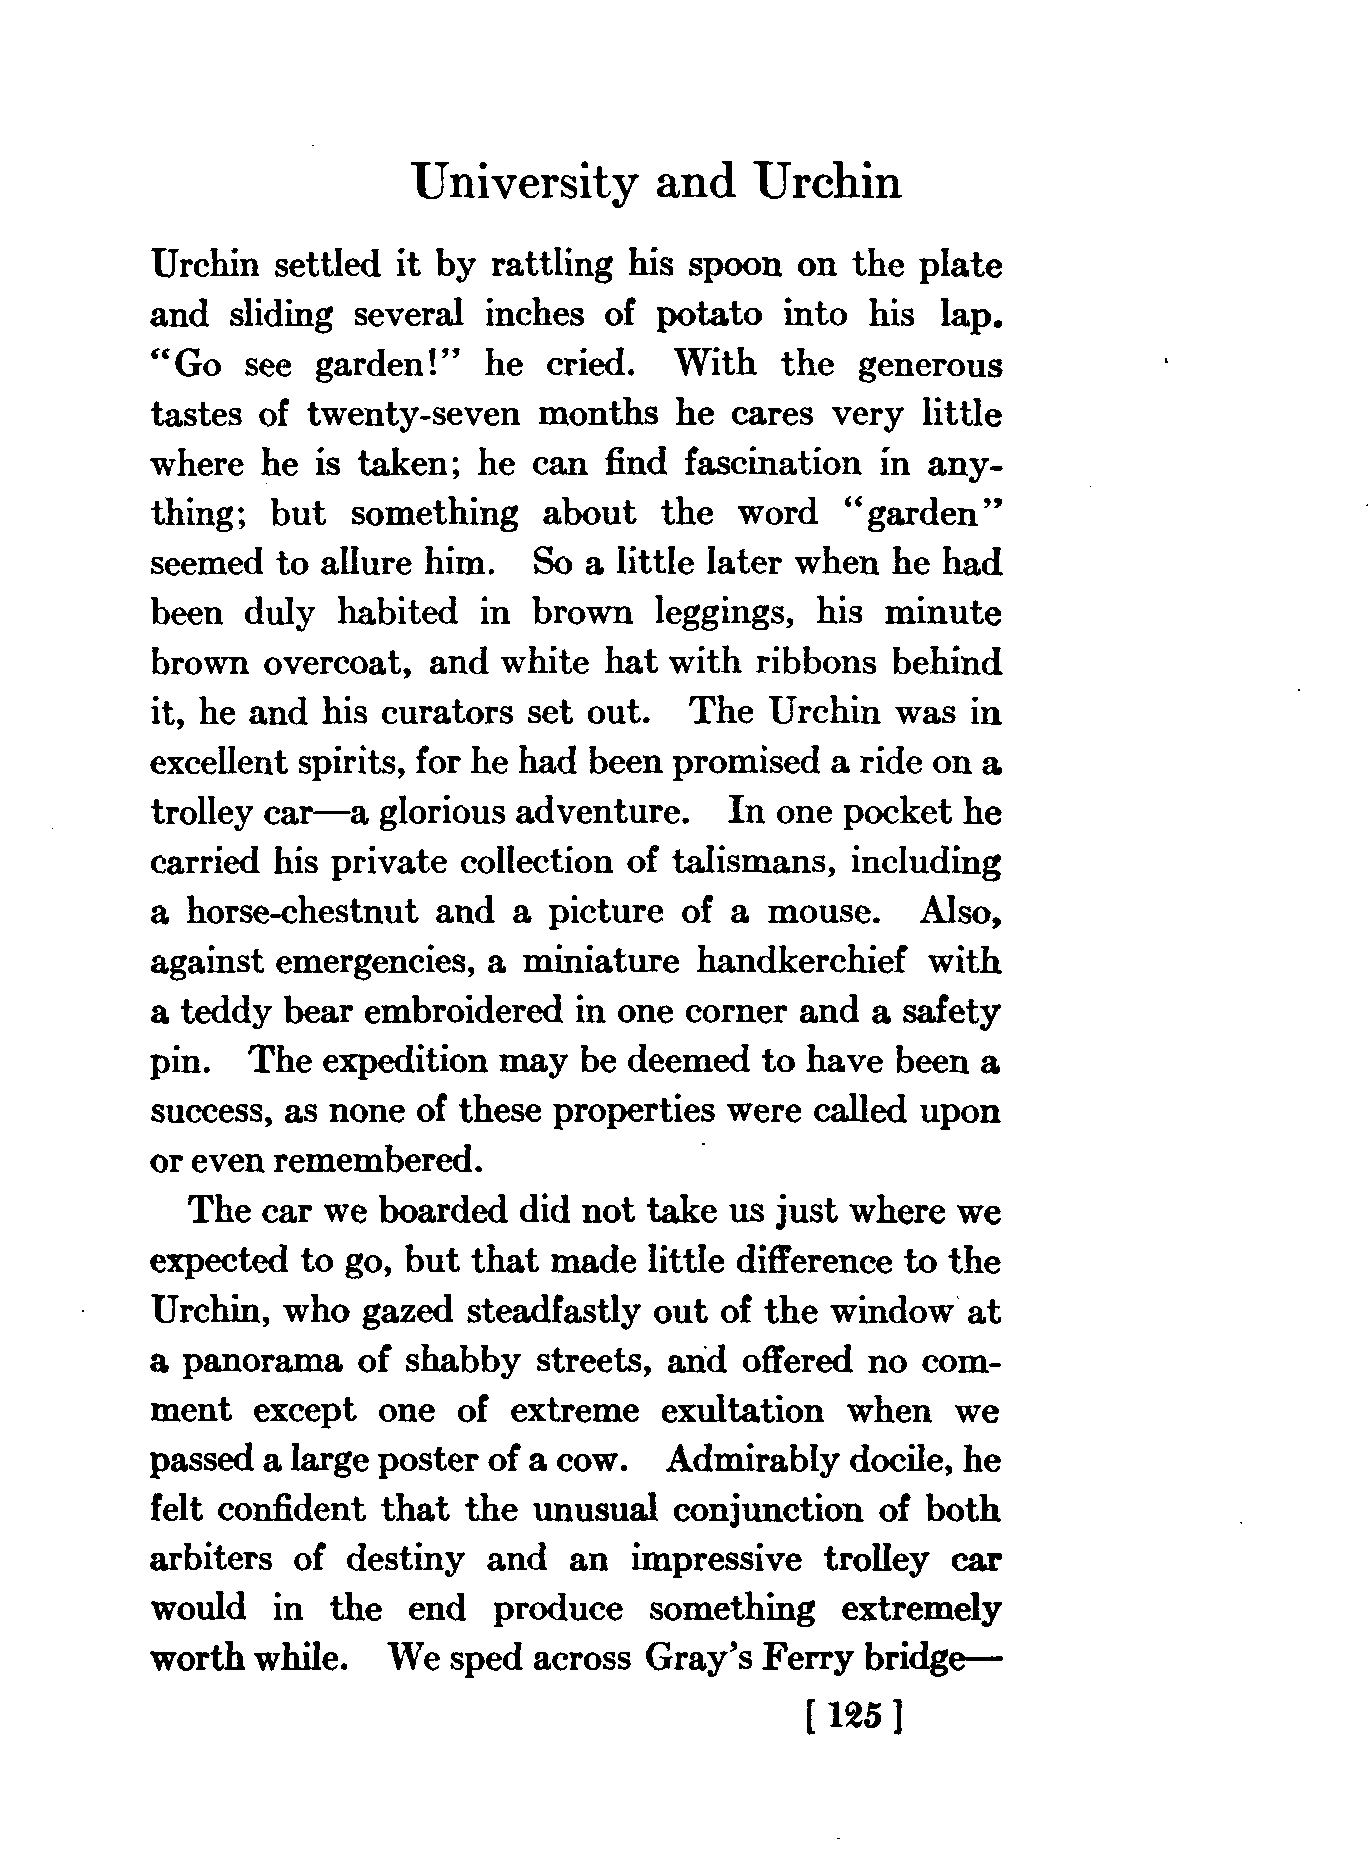 University and Urchin
Urchin settled it by rattling his spoon on the plate
and sliding several inches of potato into his lap.
“Go see garden!” he cried. With the generous
tastes of twenty-seven months he cares very little
where he is taken; he can find fascination in any-
thing; but something about the word “garden”
seemed to allure him. So a little later when he had
been duly habited in brown leggings, his minute
brown overcoat, and white hat with ribbons behind
it, he and his curators set out. The Urchin was in
excellent spirits, for he had been promised a ride on a
trolley car—a glorious adventure. In one pocket he
carried his private collection of talismans, including
a horse-chestnut and a picture of a mouse. Also,
against emergencies, a miniature handkerchief with
a teddy bear embroidered in one corner and a safety
pin. The expedition may be deemed to have been a
success, as none of these properties were called upon
or even remembered.
The car we boarded did not take us just where we
expected to go, but that made little difference to the
Urchin, who gazed steadfastly out of the window at
a panorama of shabby streets, and offered no com-
ment except one of extreme exultation when we
passed a large poster of a cow. Admirably docile, he
felt confident that the unusual conjunction of both
arbiters of destiny and an impressive trolley car
would in the end produce something extremely
worth while. We sped across Gray’s Ferry bridge—
[ 125 ]